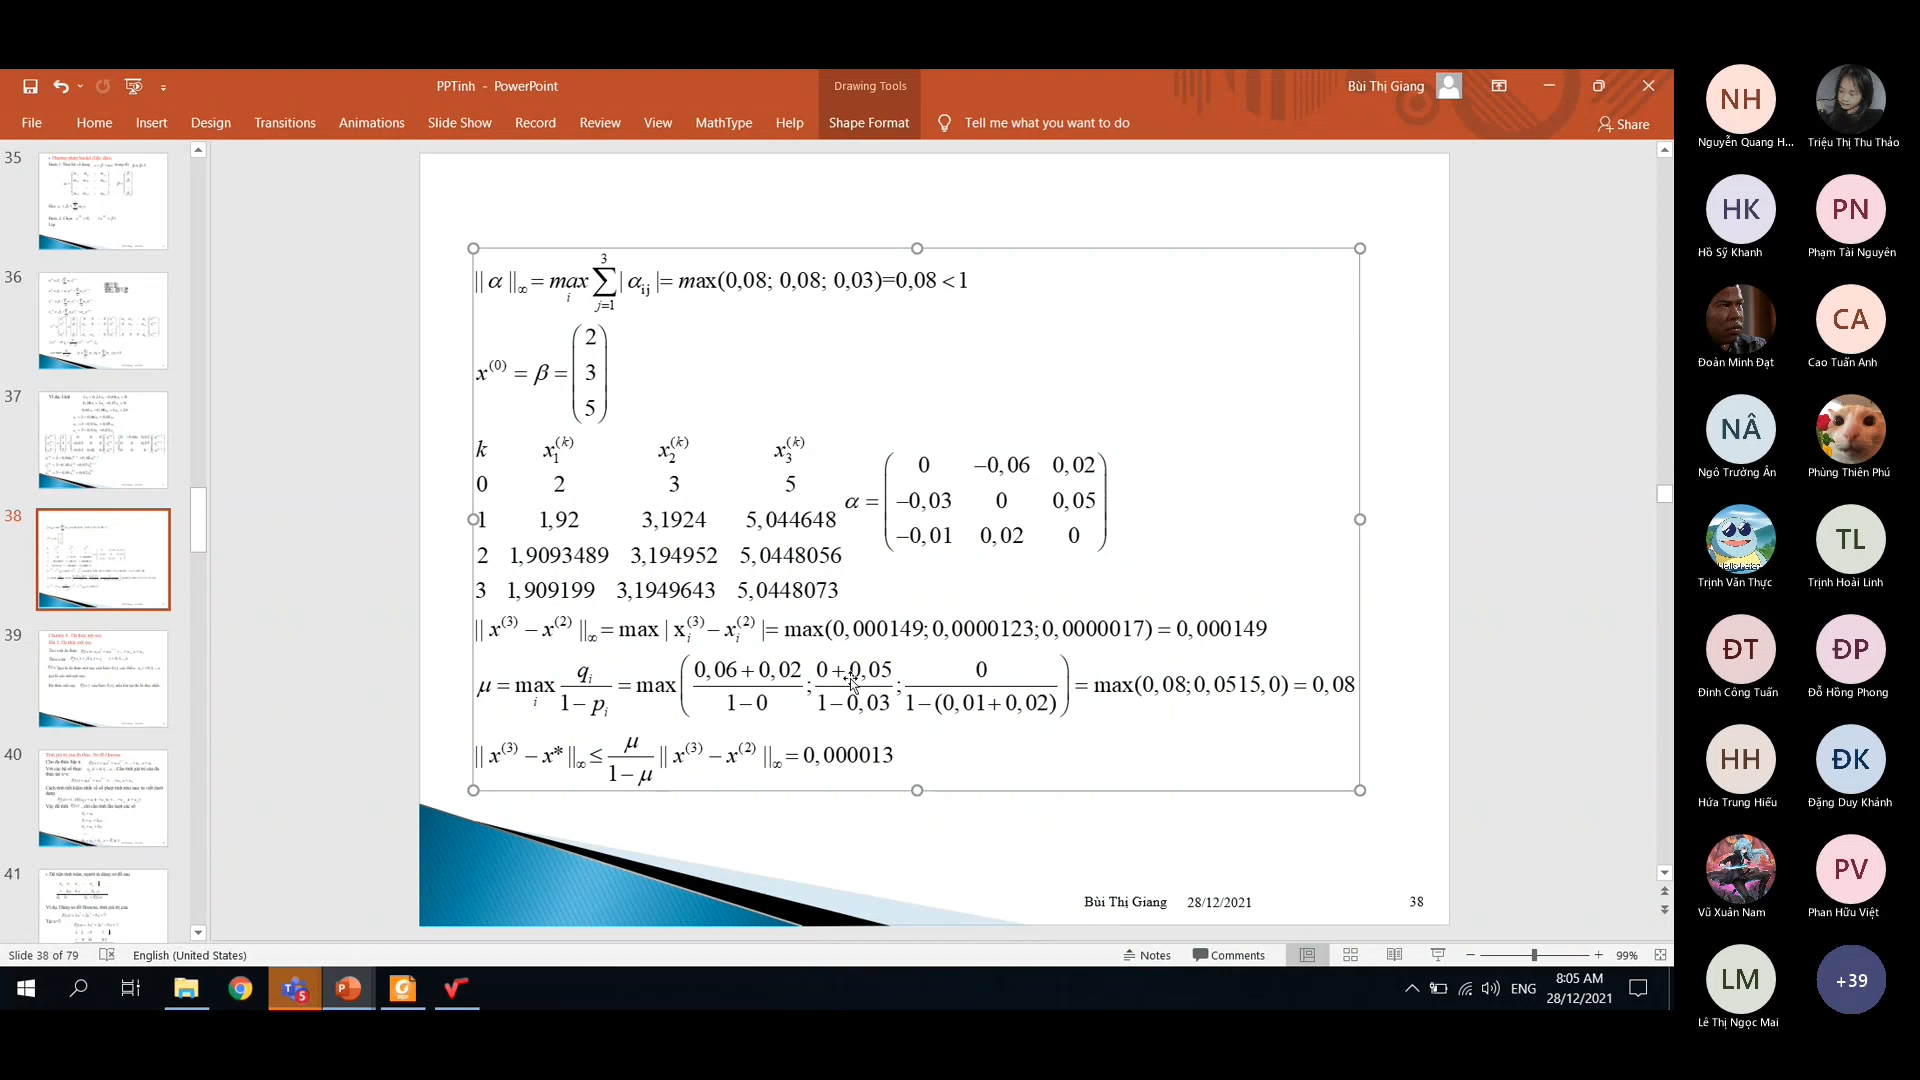 PPTinh - PowerPoint
Drawing Tools
Bùi Thị Giang
File Home Insert Design Transitions Animations Slide Show Record Review View MathType Help Shape Format Tell me what you want to do Share
35
36
37
38
39
40
41
|| α ||∞ = max_i ∑_{j=1}^{3} | α_ij | = max(0,08; 0,08; 0,03)=0,08 <1
x^(0) = β = (2
3
5)
k x_1^(k) x_2^(k) x_3^(k)
0 2 3 5
1 1,92 3,1924 5,044648
2 1,9093489 3,194952 5,0448056
3 1,909199 3,1949643 5,0448073
α = (0 −0,06 0,02
−0,03 0 0,05
−0,01 0,02 0)
|| x^(3) − x^(2) ||∞ = max | x_i^(3) − x_i^(2) | = max(0,000149;0,0000123;0,0000017) = 0,000149
μ = max_i q_i/(1− p_i) = max((0,06+0,02)/(1−0); (0+0,05)/(1−0,03); 0/(1−(0,01+0,02))) = max(0,08;0,0515,0) = 0,08
|| x^(3) − x* ||∞ ≤ μ/(1−μ) || x^(3) − x^(2) ||∞ = 0,000013
Bùi Thị Giang 28/12/2021 38
Slide 38 of 79 English (United States) Notes Comments 99%
ENG
8:05 AM
28/12/2021
NH
Nguyễn Quang H...
Triệu Thị Thu Thảo
HK
Hồ Sỹ Khanh
PN
Phạm Tài Nguyên
Đoàn Minh Đạt
CA
Cao Tuấn Anh
NÂ
Ngô Trường Ân
Phùng Thiên Phú
Trịnh Văn Thực
TL
Trịnh Hoài Linh
ĐT
Đinh Công Tuấn
ĐP
Đỗ Hồng Phong
HH
Hứa Trung Hiếu
ĐK
Đặng Duy Khánh
Vũ Xuân Nam
PV
Phan Hữu Việt
LM
Lê Thị Ngọc Mai
+39